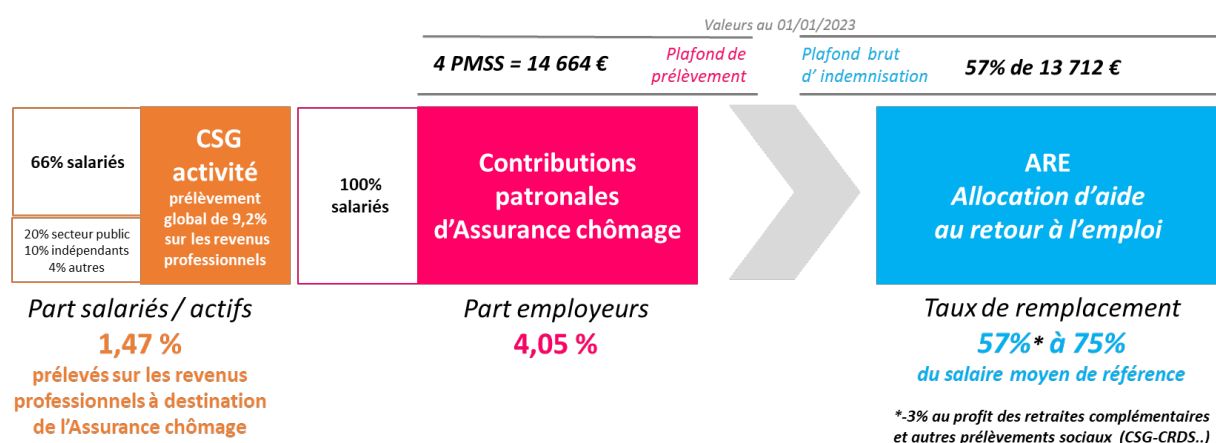 Valeurs au 01/01/2023
4 PMSS = 14 664 €
Plafond de
prélèvement
Plafond brut
d’ indemnisation
57% de 13 712 €
66% salariés
20% secteur public
10% indépendants
4% autres
CSG
activité
prélèvement
global de 9,2%
sur les revenus
professionnels
100%
salariés
Contributions
patronales
d’Assurance chômage
ARE
Allocation d’aide
au retour à l’emploi
Part salariés / actifs
1,47 %
prélevés sur les revenus
professionnels à destination
de l’Assurance chômage
Part employeurs
4,05 %
Taux de remplacement
57%* à 75%
du salaire moyen de référence
*-3% au profit des retraites complémentaires
et autres prélèvements sociaux (CSG-CRDS..)